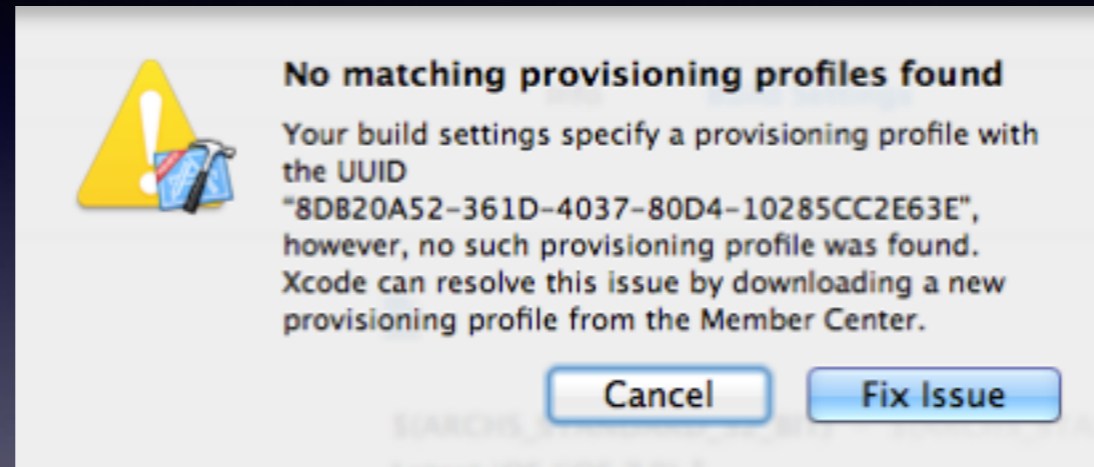 No matching provisioning profiles found
Your build settings specify a provisioning profile with
the UUID
“8DB20A52-361D-4037-80D4-10285CC2E63E”,
however, no such provisioning profile was found.
Xcode can resolve this issue by downloading a new
provisioning profile from the Member Center.
Cancel
Fix Issue